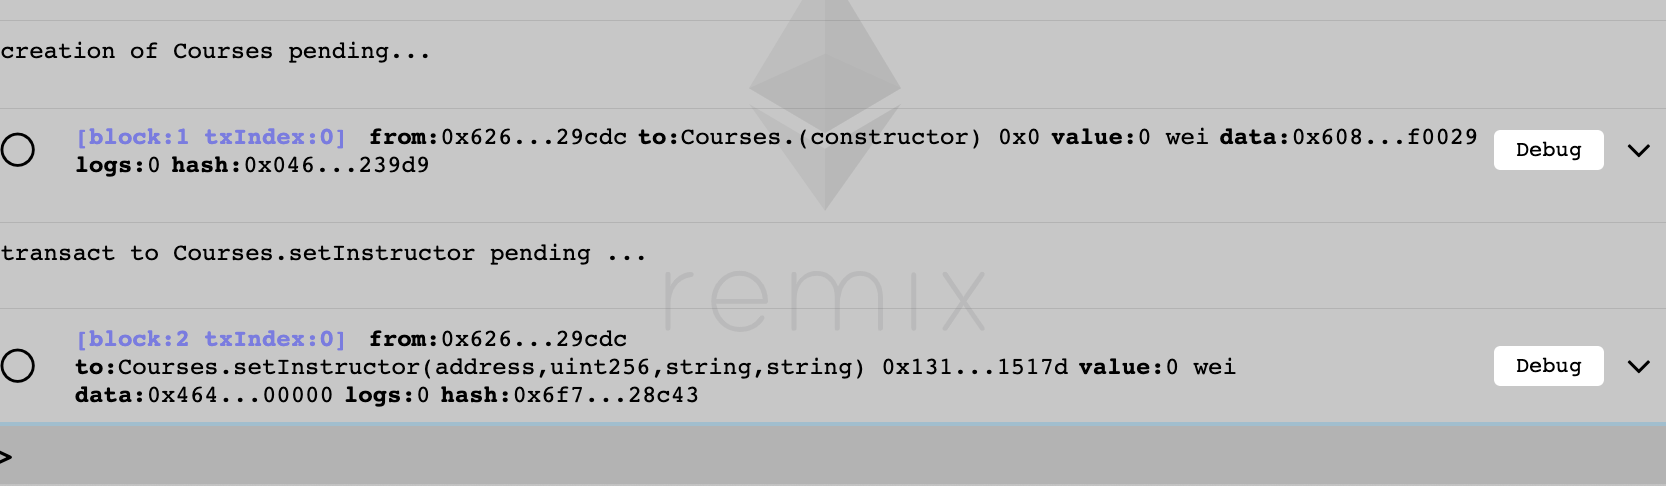 creation of Courses pending...
[block:1 txIndex:0] from:0x626...29cdc to:Courses.(constructor) 0x0 value:0 wei data:0x608...f0029
logs:0 hash:0x046...239d9
Debug
transact to Courses.setInstructor pending ...
remix
[block:2 txIndex:0] from:0x626...29cdc
to:Courses.setInstructor(address,uint256,string,string) 0x131...1517d value:0 wei
data:0x464...00000 logs:0 hash:0x6f7...28c43
Debug
>